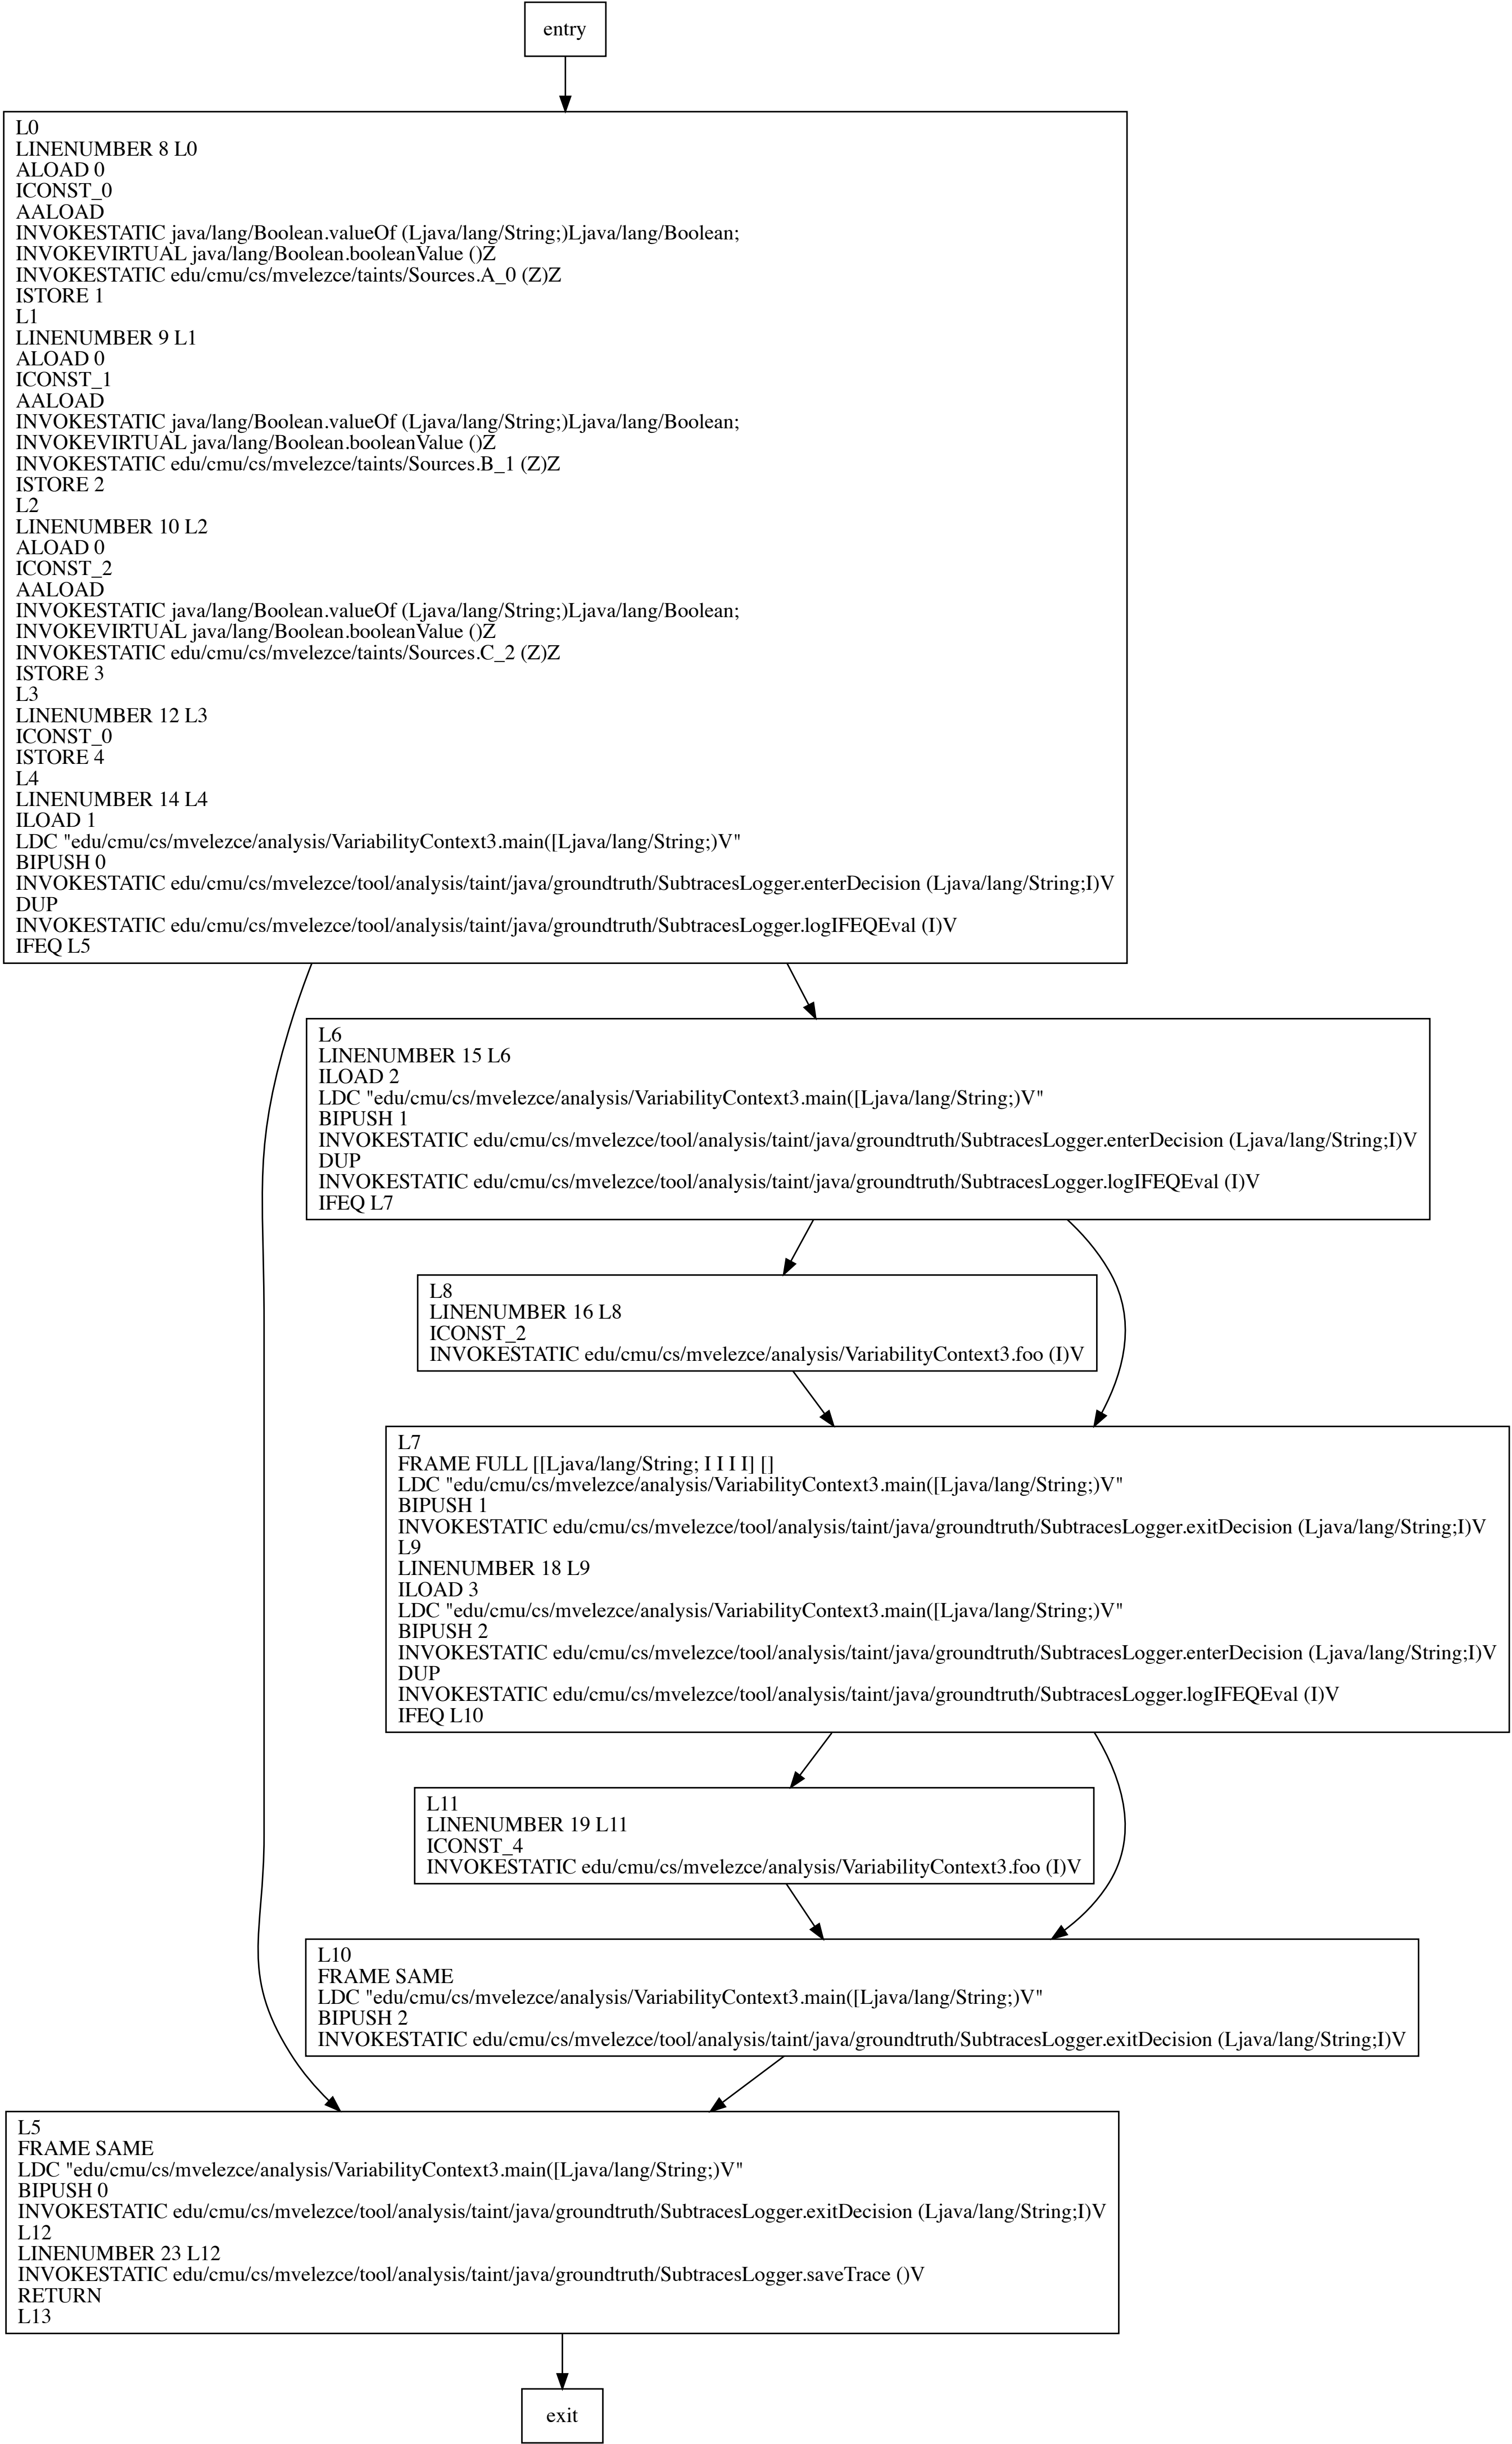 entry
L0
LINENUMBER 8 L0
ALOAD 0
ICONST_0
AALOAD
INVOKESTATIC java/lang/Boolean.valueOf (Ljava/lang/String;)Ljava/lang/Boolean;
INVOKEVIRTUAL java/lang/Boolean.booleanValue ()Z
INVOKESTATIC edu/cmu/cs/mvelezce/taints/Sources.A_0 (Z)Z
ISTORE 1
L1
LINENUMBER 9 L1
ALOAD 0
ICONST_1
AALOAD
INVOKESTATIC java/lang/Boolean.valueOf (Ljava/lang/String;)Ljava/lang/Boolean;
INVOKEVIRTUAL java/lang/Boolean.booleanValue ()Z
INVOKESTATIC edu/cmu/cs/mvelezce/taints/Sources.B_1 (Z)Z
ISTORE 2
L2
LINENUMBER 10 L2
ALOAD 0
ICONST_2
AALOAD
INVOKESTATIC java/lang/Boolean.valueOf (Ljava/lang/String;)Ljava/lang/Boolean;
INVOKEVIRTUAL java/lang/Boolean.booleanValue ()Z
INVOKESTATIC edu/cmu/cs/mvelezce/taints/Sources.C_2 (Z)Z
ISTORE 3
L3
LINENUMBER 12 L3
ICONST_0
ISTORE 4
L4
LINENUMBER 14 L4
ILOAD 1
LDC "edu/cmu/cs/mvelezce/analysis/VariabilityContext3.main([Ljava/lang/String;)V"
BIPUSH 0
INVOKESTATIC edu/cmu/cs/mvelezce/tool/analysis/taint/java/groundtruth/SubtracesLogger.enterDecision (Ljava/lang/String;I)V
DUP
INVOKESTATIC edu/cmu/cs/mvelezce/tool/analysis/taint/java/groundtruth/SubtracesLogger.logIFEQEval (I)V
IFEQ L5
L6
LINENUMBER 15 L6
ILOAD 2
LDC "edu/cmu/cs/mvelezce/analysis/VariabilityContext3.main([Ljava/lang/String;)V"
BIPUSH 1
INVOKESTATIC edu/cmu/cs/mvelezce/tool/analysis/taint/java/groundtruth/SubtracesLogger.enterDecision (Ljava/lang/String;I)V
DUP
INVOKESTATIC edu/cmu/cs/mvelezce/tool/analysis/taint/java/groundtruth/SubtracesLogger.logIFEQEval (I)V
IFEQ L7
L8
LINENUMBER 16 L8
ICONST_2
INVOKESTATIC edu/cmu/cs/mvelezce/analysis/VariabilityContext3.foo (I)V
L7
FRAME FULL [[Ljava/lang/String; I I I I] []
LDC "edu/cmu/cs/mvelezce/analysis/VariabilityContext3.main([Ljava/lang/String;)V"
BIPUSH 1
INVOKESTATIC edu/cmu/cs/mvelezce/tool/analysis/taint/java/groundtruth/SubtracesLogger.exitDecision (Ljava/lang/String;I)V
L9
LINENUMBER 18 L9
ILOAD 3
LDC "edu/cmu/cs/mvelezce/analysis/VariabilityContext3.main([Ljava/lang/String;)V"
BIPUSH 2
INVOKESTATIC edu/cmu/cs/mvelezce/tool/analysis/taint/java/groundtruth/SubtracesLogger.enterDecision (Ljava/lang/String;I)V
DUP
INVOKESTATIC edu/cmu/cs/mvelezce/tool/analysis/taint/java/groundtruth/SubtracesLogger.logIFEQEval (I)V
IFEQ L10
L11
LINENUMBER 19 L11
ICONST_4
INVOKESTATIC edu/cmu/cs/mvelezce/analysis/VariabilityContext3.foo (I)V
L10
FRAME SAME
LDC "edu/cmu/cs/mvelezce/analysis/VariabilityContext3.main([Ljava/lang/String;)V"
BIPUSH 2
INVOKESTATIC edu/cmu/cs/mvelezce/tool/analysis/taint/java/groundtruth/SubtracesLogger.exitDecision (Ljava/lang/String;I)V
L5
FRAME SAME
LDC "edu/cmu/cs/mvelezce/analysis/VariabilityContext3.main([Ljava/lang/String;)V"
BIPUSH 0
INVOKESTATIC edu/cmu/cs/mvelezce/tool/analysis/taint/java/groundtruth/SubtracesLogger.exitDecision (Ljava/lang/String;I)V
L12
LINENUMBER 23 L12
INVOKESTATIC edu/cmu/cs/mvelezce/tool/analysis/taint/java/groundtruth/SubtracesLogger.saveTrace ()V
RETURN
L13
exit